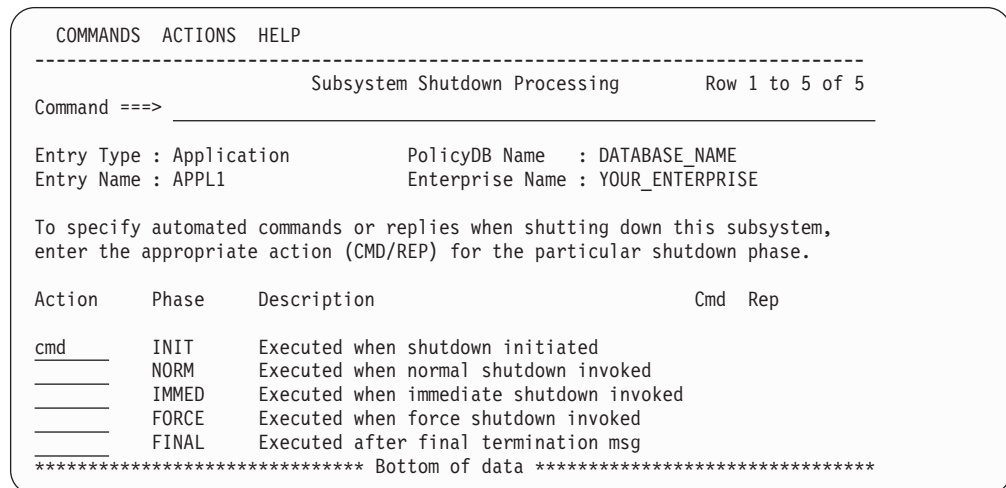 COMMANDS ACTIONS HELP
-------------------------------------------------------------------------------
Subsystem Shutdown Processing Row 1 to 5 of 5
Command ===>
Entry Type : Application PolicyDB Name : DATABASE_NAME
Entry Name : APPL1 Enterprise Name : YOUR_ENTERPRISE
To specify automated commands or replies when shutting down this subsystem,
enter the appropriate action (CMD/REP) for the particular shutdown phase.
Action Phase Description Cmd Rep
cmd INIT Executed when shutdown initiated
NORM Executed when normal shutdown invoked
IMMED Executed when immediate shutdown invoked
FORCE Executed when force shutdown invoked
FINAL Executed after final termination msg
******************************* Bottom of data ********************************